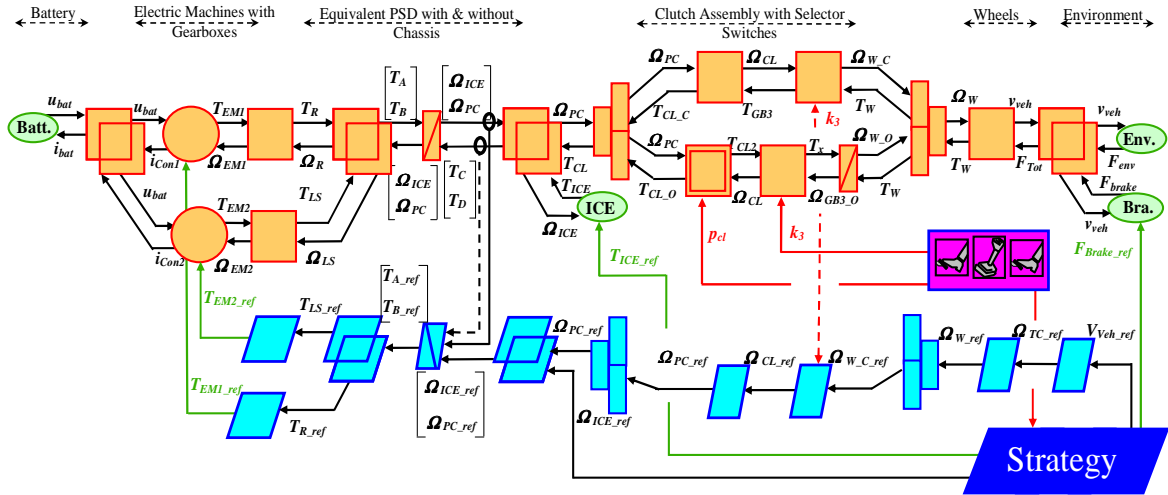 Battery
Electric Machines with
Gearboxes
Equivalent PSD with & without
Chassis
Clutch Assembly with Selector
Switches
Wheels
Environment
u_bat
Batt.
i_bat
u_bat
i_Con1
T_EM1
Ω_EM1
T_R
Ω_R
T_A
T_B
Ω_ICE
Ω_PC
Ω_PC
T_CL
Ω_PC
T_CL_C
Ω_CL
T_GB3
Ω_W_C
T_W
k_3
Ω_W
T_W
v_veh
F_Tot
v_veh
Env.
F_env
u_bat
i_Con2
T_EM2
Ω_EM2
T_LS
Ω_LS
Ω_ICE
Ω_PC
T_C
T_D
T_ICE
Ω_ICE
ICE
Ω_PC
T_CL_O
T_CL2
Ω_CL
T_x
Ω_GB3_O
Ω_W_O
T_W
F_brake
Bra.
v_veh
p_cl
k_3
T_ICE_ref
F_Brake_ref
T_EM2_ref
T_LS_ref
T_A_ref
T_B_ref
Ω_PC_ref
Ω_PC_ref
Ω_CL_ref
Ω_W_C_ref
Ω_W_ref
Ω_TC_ref
V_Veh_ref
T_EM1_ref
T_R_ref
Ω_ICE_ref
Ω_PC_ref
Ω_ICE_ref
Strategy